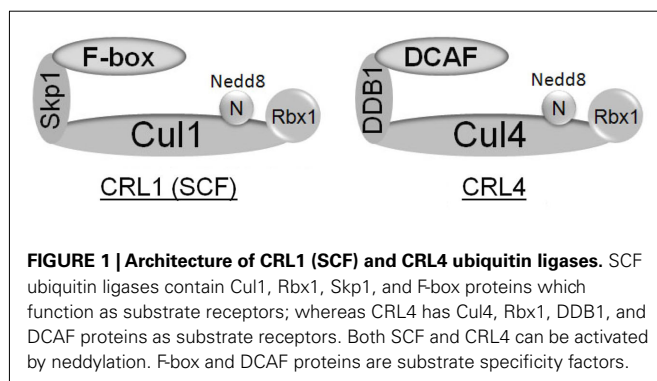 F-box
Skp1
Nedd8
N
Rbx1
Cul1
CRL1 (SCF)
DCAF
DDB1
Nedd8
N
Rbx1
Cul4
CRL4
FIGURE 1 | Architecture of CRL1 (SCF) and CRL4 ubiquitin ligases. SCF
ubiquitin ligases contain Cul1, Rbx1, Skp1, and F-box proteins which
function as substrate receptors; whereas CRL4 has Cul4, Rbx1, DDB1, and
DCAF proteins as substrate receptors. Both SCF and CRL4 can be activated
by neddylation. F-box and DCAF proteins are substrate specificity factors.